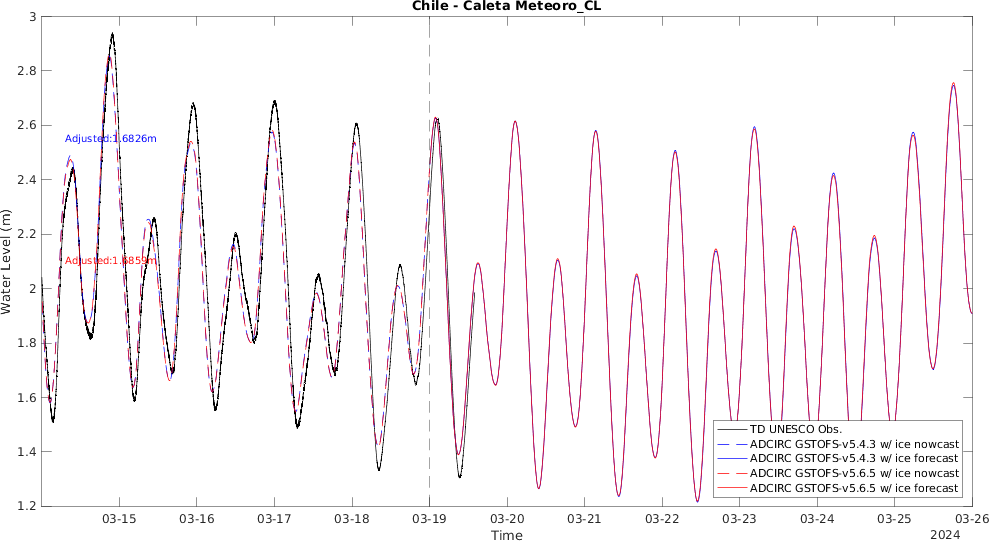 Chile - Caleta Meteoro_CL
3
2.8
2.6
2.4
2.2
2
1.8
1.6
1.4
1.2
Water Level (m)
Adjusted:1.6826m
Adjusted:1.6859m
TD UNESCO Obs.
ADCIRC GSTOFS-v5.4.3 w/ ice nowcast
ADCIRC GSTOFS-v5.4.3 w/ ice forecast
ADCIRC GSTOFS-v5.6.5 w/ ice nowcast
ADCIRC GSTOFS-v5.6.5 w/ ice forecast
03-15 03-16 03-17 03-18 03-19 03-20 03-21 03-22 03-23 03-24 03-25 03-26
Time
2024